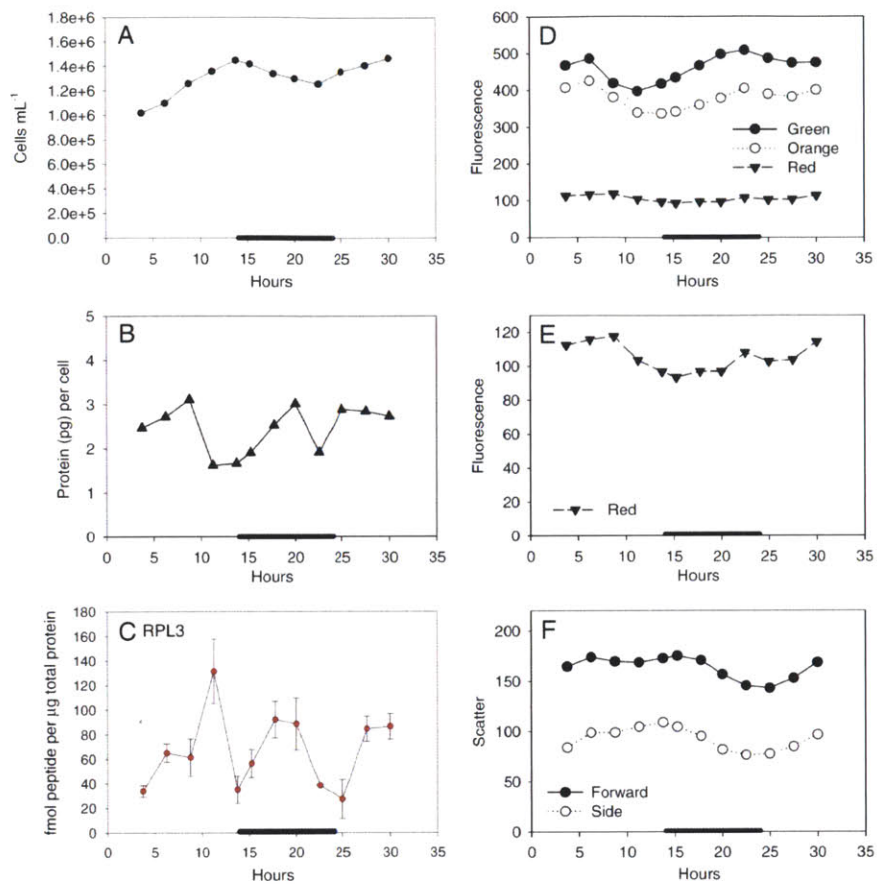 A
1.8e+6
1.6e+6
1.4e+6
1.2e+6
1.0e+6
8.0e+5
6.0e+5
4.0e+5
2.0e+5
0.0
Cells mL⁻¹
0 5 10 15 20 25 30 35
Hours
B
5
4
3
2
1
0
Protein (pg) per cell
0 5 10 15 20 25 30 35
Hours
C RPL3
180
160
140
120
100
80
60
40
20
0
fmol peptide per µg total protein
0 5 10 15 20 25 30 35
Hours
D
600
500
400
300
200
100
0
Fluorescence
Green
Orange
Red
0 5 10 15 20 25 30 35
Hours
E
120
100
80
60
40
20
0
Fluorescence
Red
0 5 10 15 20 25 30 35
Hours
F
200
150
100
50
0
Scatter
Forward
Side
0 5 10 15 20 25 30 35
Hours